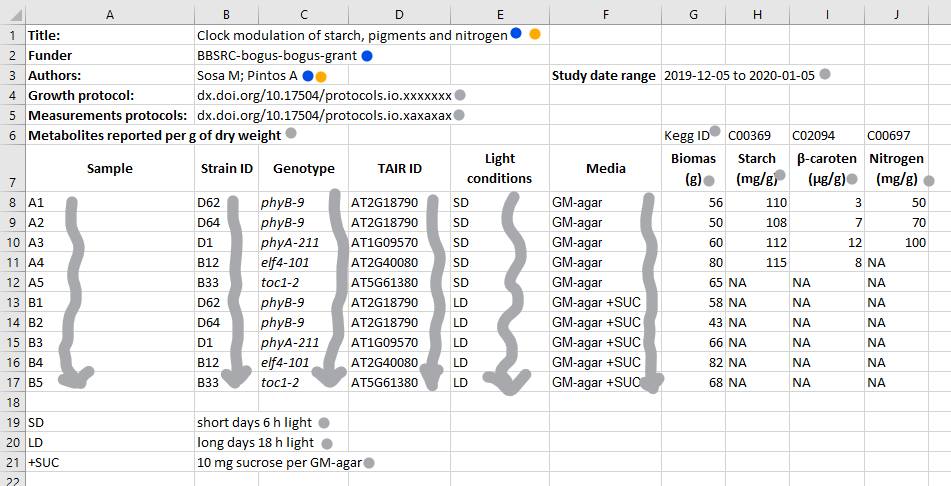 A B C D E F G H I J
1 Title: Clock modulation of starch, pigments and nitrogen
2 Funder BBSRC-bogus-bogus-grant
3 Authors: Sosa M; Pintos A Study date range 2019-12-05 to 2020-01-05
4 Growth protocol: dx.doi.org/10.17504/protocols.io.xxxxxxx
5 Measurements protocols: dx.doi.org/10.17504/protocols.io.xaxaxax
6 Metabolites reported per g of dry weight Kegg ID C00369 C02094 C00697
7 Sample Strain ID Genotype TAIR ID Light conditions Media Biomas (g) Starch (mg/g) β-caroten (µg/g) Nitrogen (mg/g)
8 A1 D62 phyB-9 AT2G18790 SD GM-agar 56 110 3 50
9 A2 D64 phyB-9 AT2G18790 SD GM-agar 50 108 7 70
10 A3 D1 phyA-211 AT1G09570 SD GM-agar 60 112 12 100
11 A4 B12 elf4-101 AT2G40080 SD GM-agar 80 115 8 NA
12 A5 B33 toc1-2 AT5G61380 SD GM-agar 65 NA NA NA
13 B1 D62 phyB-9 AT2G18790 LD GM-agar +SUC 58 NA NA NA
14 B2 D64 phyB-9 AT2G18790 LD GM-agar +SUC 43 NA NA NA
15 B3 D1 phyA-211 AT1G09570 LD GM-agar +SUC 66 NA NA NA
16 B4 B12 elf4-101 AT2G40080 LD GM-agar +SUC 82 NA NA NA
17 B5 B33 toc1-2 AT5G61380 LD GM-agar +SUC 68 NA NA NA
18
19 SD short days 6 h light
20 LD long days 18 h light
21 +SUC 10 mg sucrose per GM-agar
22